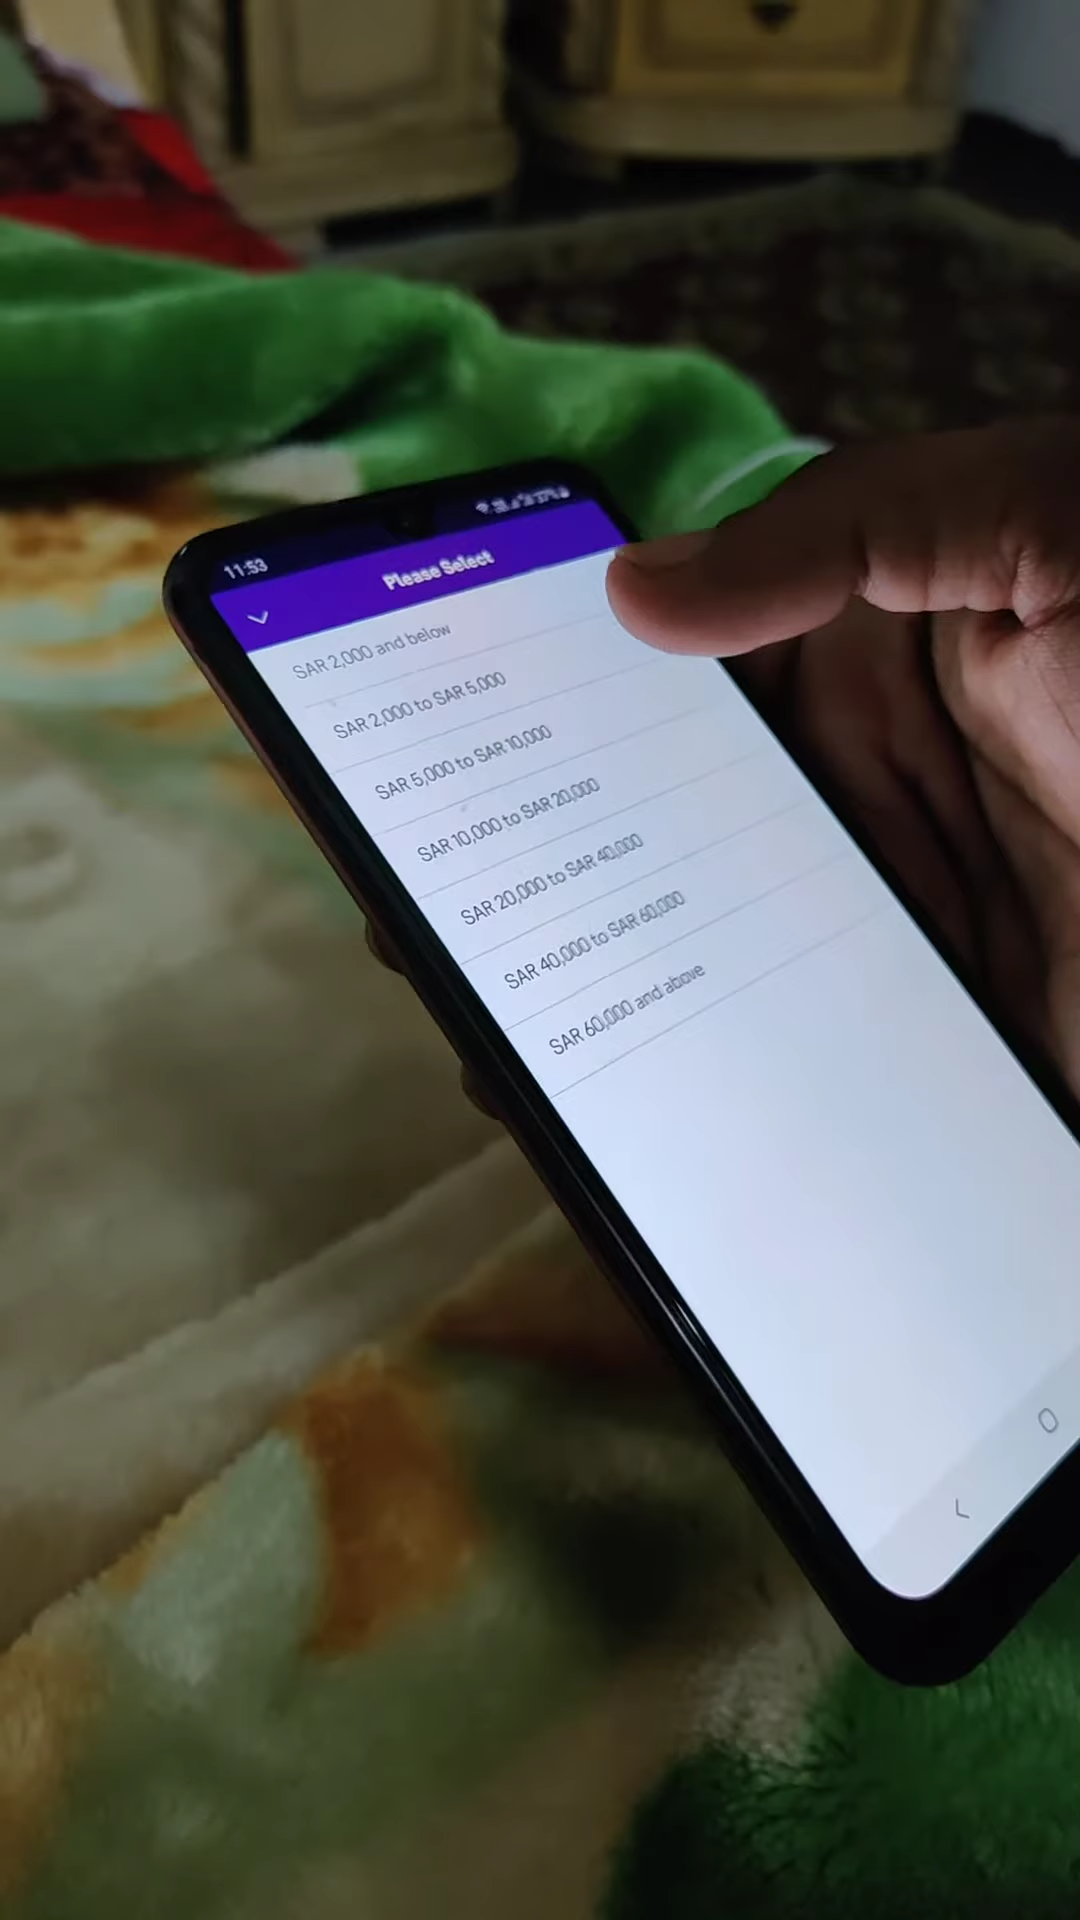 11:53
Please Select
SAR 2,000 and below
SAR 2,000 to SAR 5,000
SAR 5,000 to SAR 10,000
SAR 10,000 to SAR 20,000
SAR 20,000 to SAR 40,000
SAR 40,000 to SAR 60,000
SAR 60,000 and above